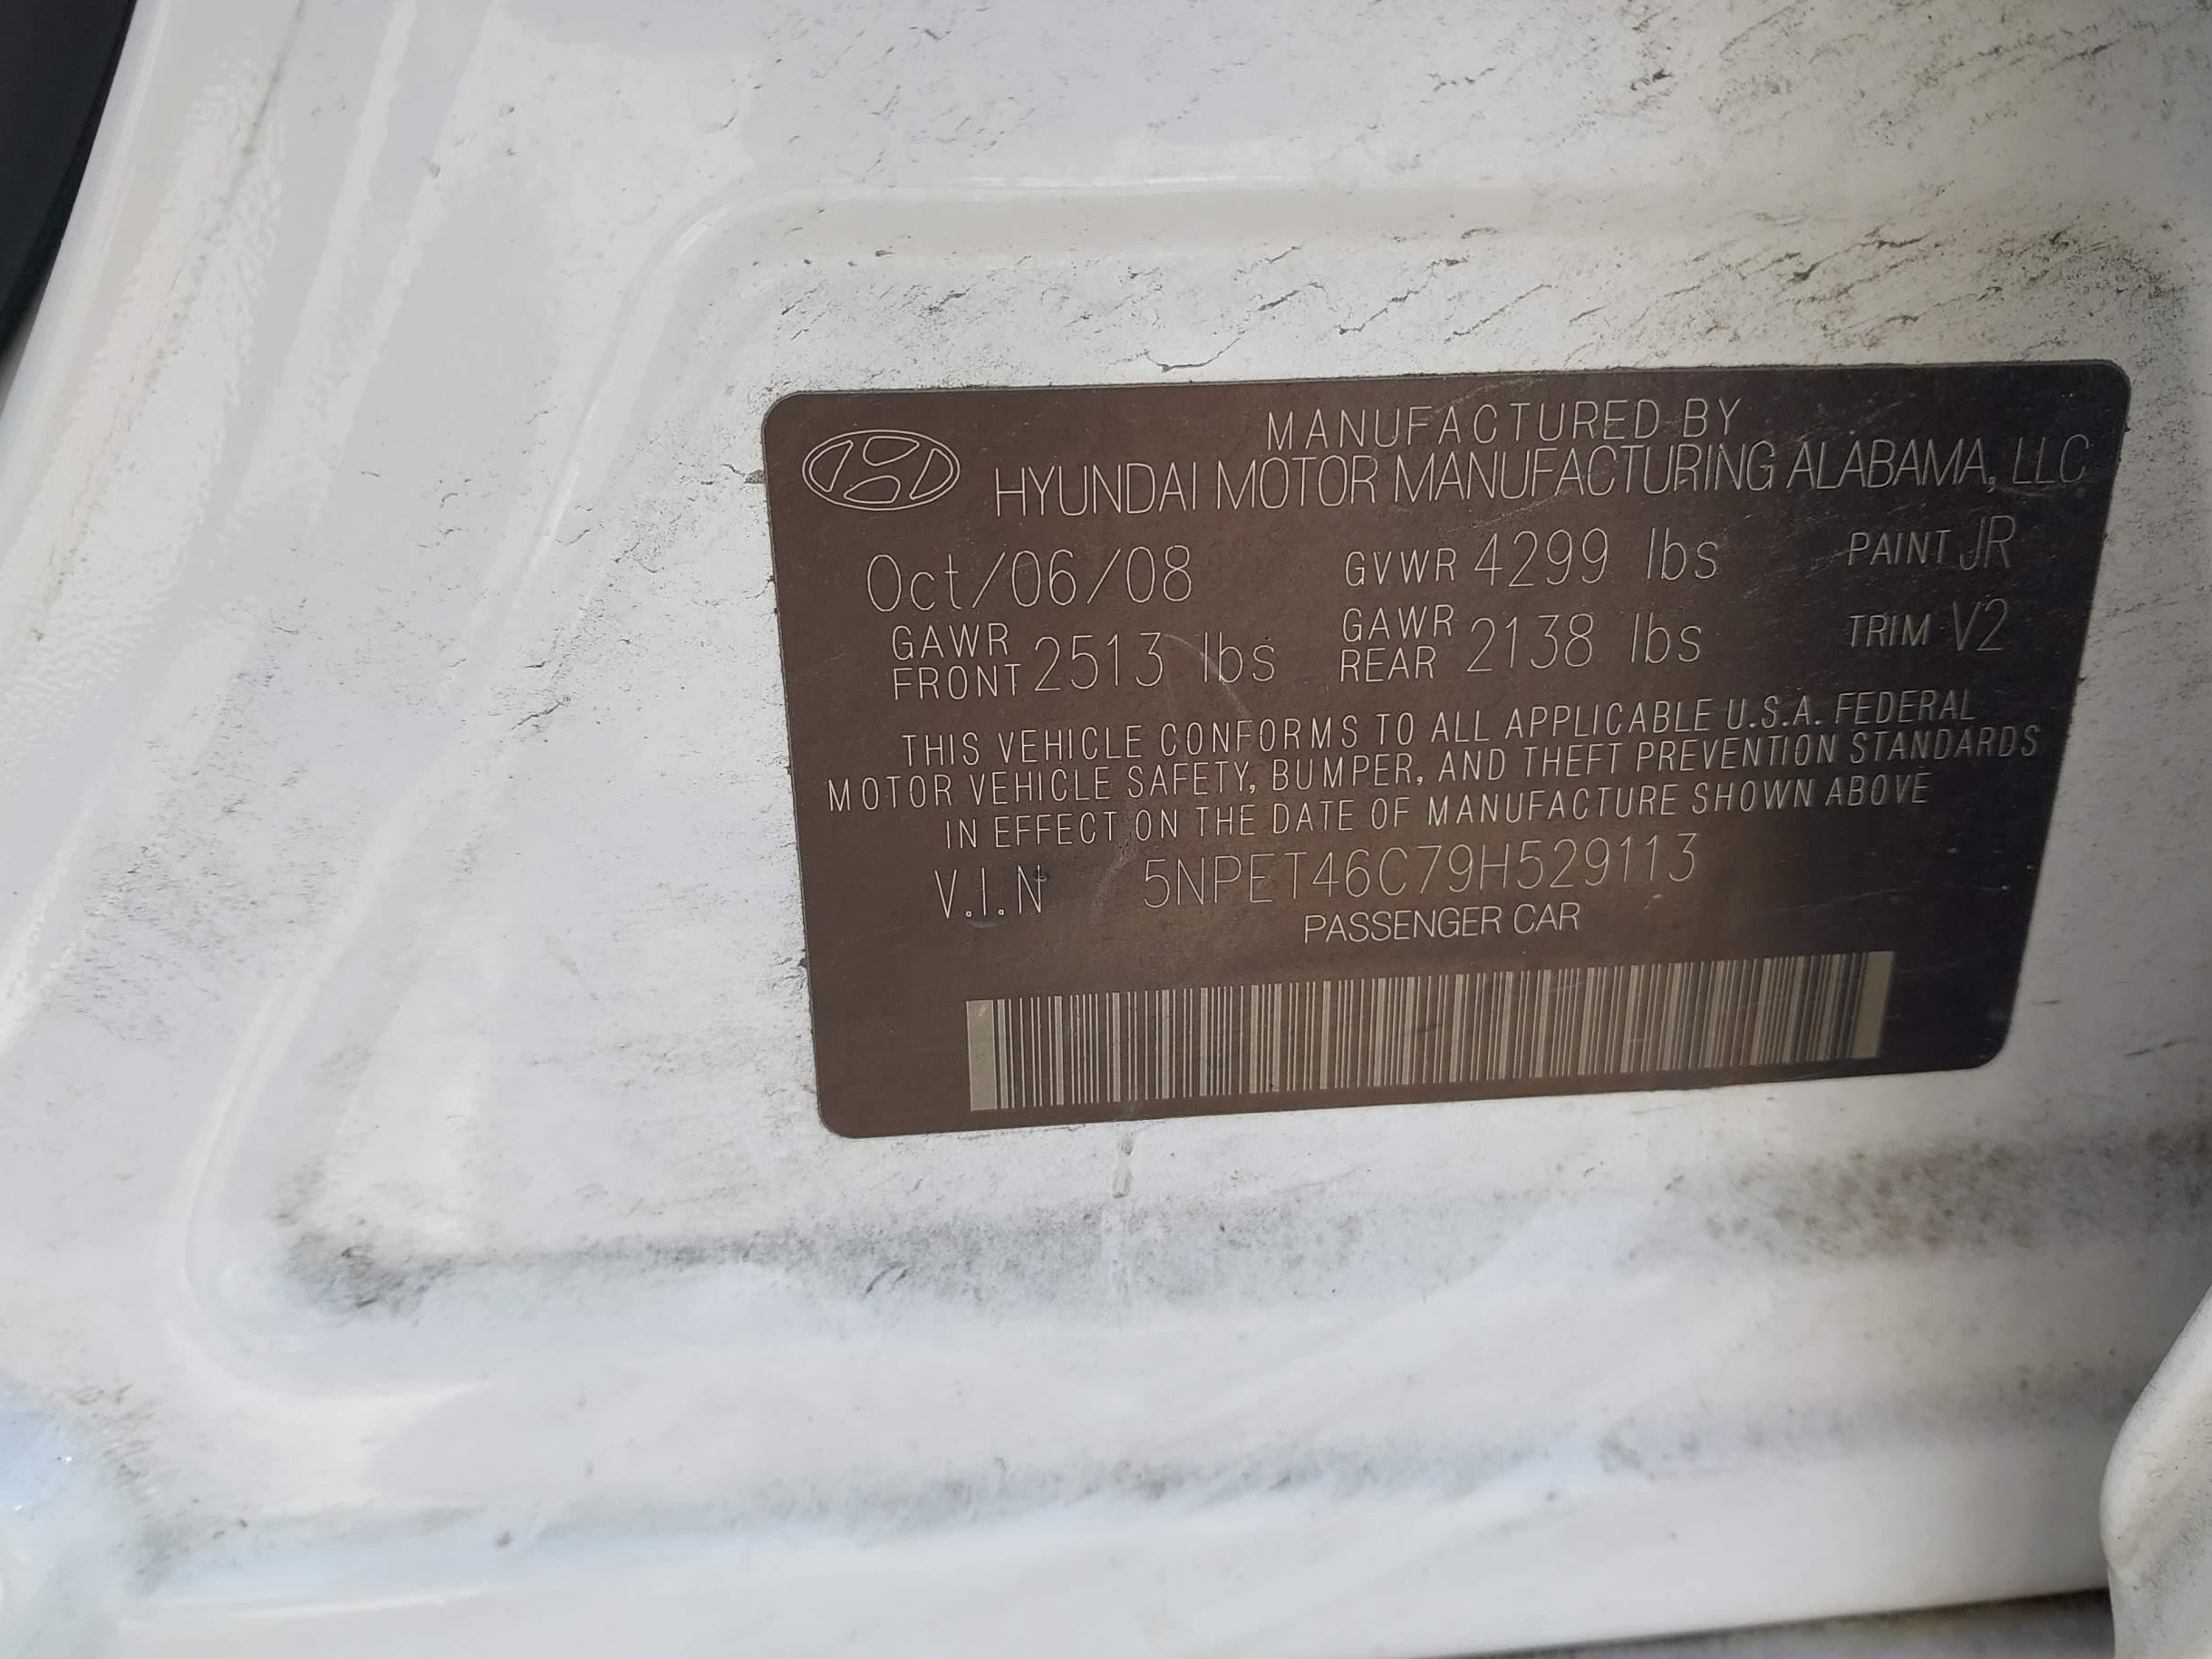 MANUFACTURED BY
HYUNDAI MOTOR MANUFACTURING ALABAMA, LLC
Oct/06/08 GVWR 4299 lbs PAINT JR
GAWR FRONT 2513 lbs GAWR REAR 2138 lbs TRIM V2
THIS VEHICLE CONFORMS TO ALL APPLICABLE U.S.A. FEDERAL
MOTOR VEHICLE SAFETY, BUMPER, AND THEFT PREVENTION STANDARDS
IN EFFECT ON THE DATE OF MANUFACTURE SHOWN ABOVE
V.I.N 5NPET46C79H529113
PASSENGER CAR